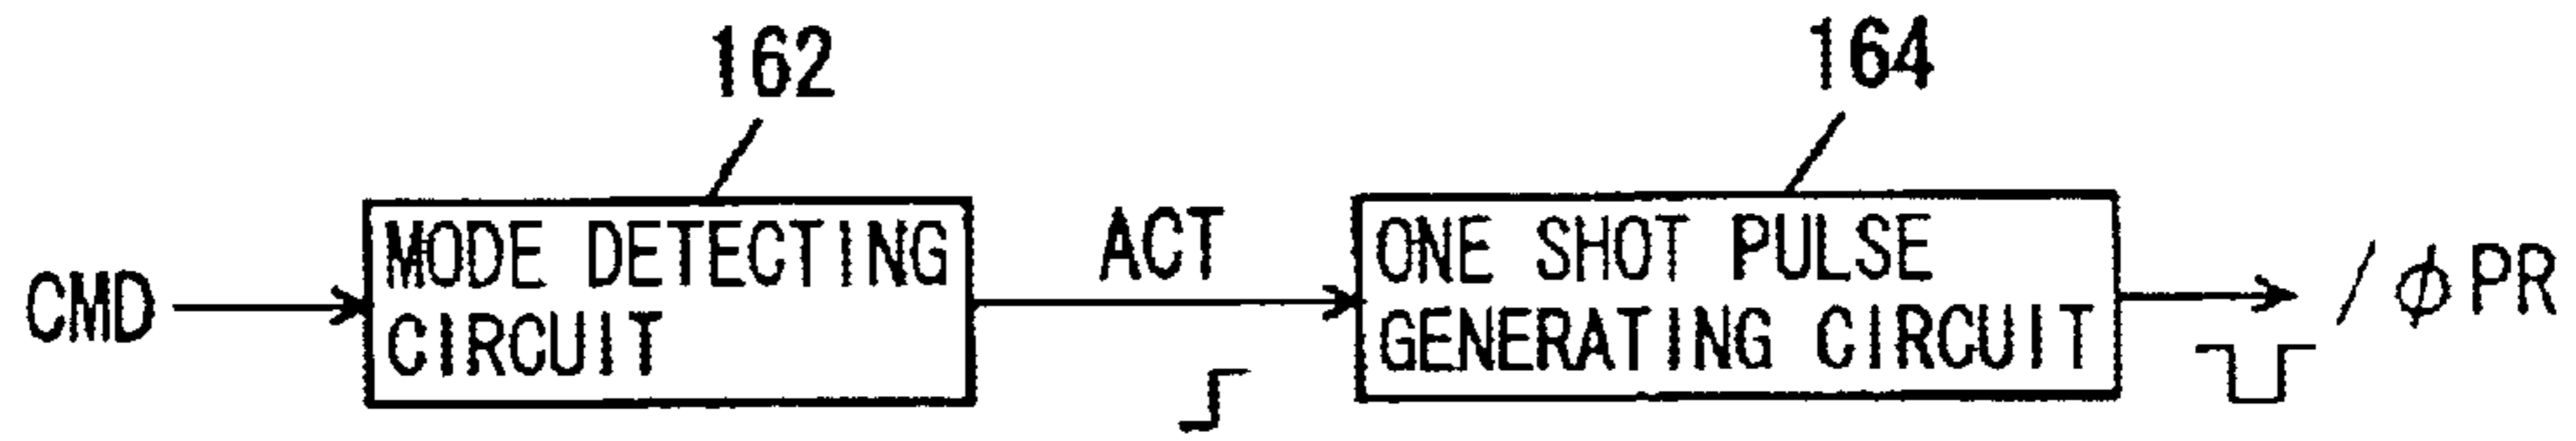 162
164
CMD
MODE DETECTING
CIRCUIT
ACT
ONE SHOT PULSE
GENERATING CIRCUIT
/φPR